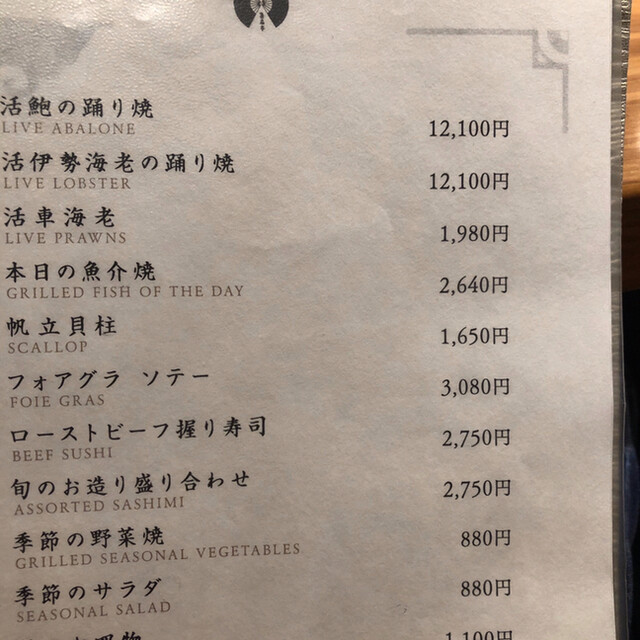 活鮑の踊り焼
LIVE ABALONE
12,100円
活伊勢海老の踊り焼
LIVE LOBSTER
12,100円
活車海老
LIVE PRAWNS
1,980円
本日の魚介焼
GRILLED FISH OF THE DAY
2,640円
帆立貝柱
SCALLOP
1,650円
フォアグラ ソテー
FOIE GRAS
3,080円
ローストビーフ握り寿司
BEEF SUSHI
2,750円
旬のお造り盛り合わせ
ASSORTED SASHIMI
2,750円
季節の野菜焼
GRILLED SEASONAL VEGETABLES
880円
季節のサラダ
SEASONAL SALAD
880円
1,100円